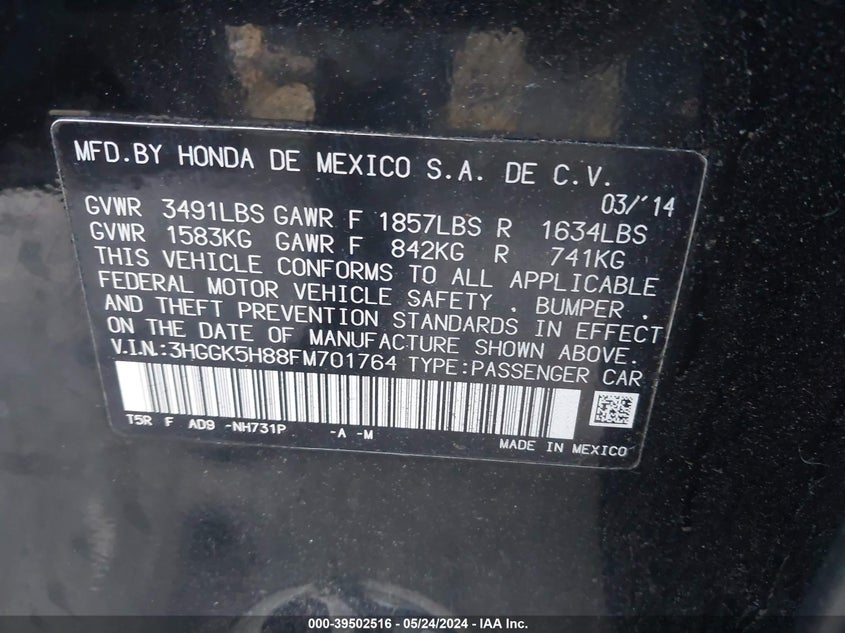 MFD.BY HONDA DE MEXICO S.A. DE C.V.
03/'14
GVWR 3491LBS GAWR F 1857LBS R 1634LBS
GVWR 1583KG GAWR F 842KG R 741KG
THIS VEHICLE CONFORMS TO ALL APPLICABLE
FEDERAL MOTOR VEHICLE SAFETY , BUMPER ,
AND THEFT PREVENTION STANDARDS IN EFFECT
ON THE DATE OF MANUFACTURE SHOWN ABOVE.
V.I.N.:3HGGK5H88FM701764 TYPE:PASSENGER CAR
T5R F AD9 -NH731P -A -M
MADE IN MEXICO
000-39502516 - 05/24/2024 - IAA Inc.